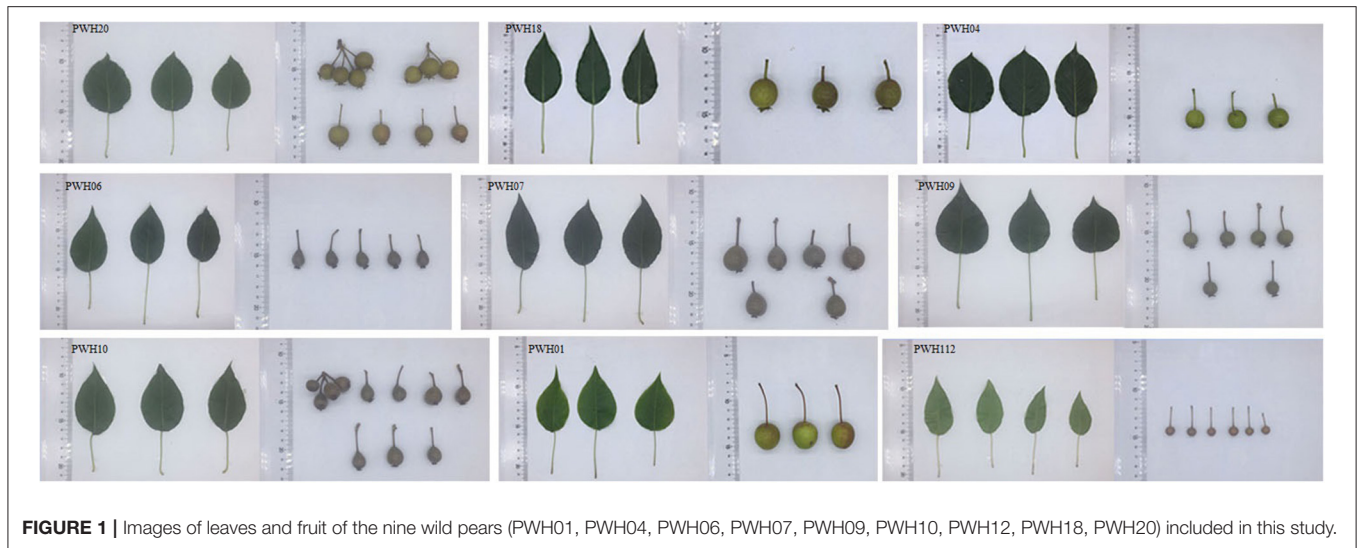 PWH20
PWH18
PWH04
PWH06
PWH07
PWH09
PWH10
PWH01
PWH112
FIGURE 1 | Images of leaves and fruit of the nine wild pears (PWH01, PWH04, PWH06, PWH07, PWH09, PWH10, PWH12, PWH18, PWH20) included in this study.